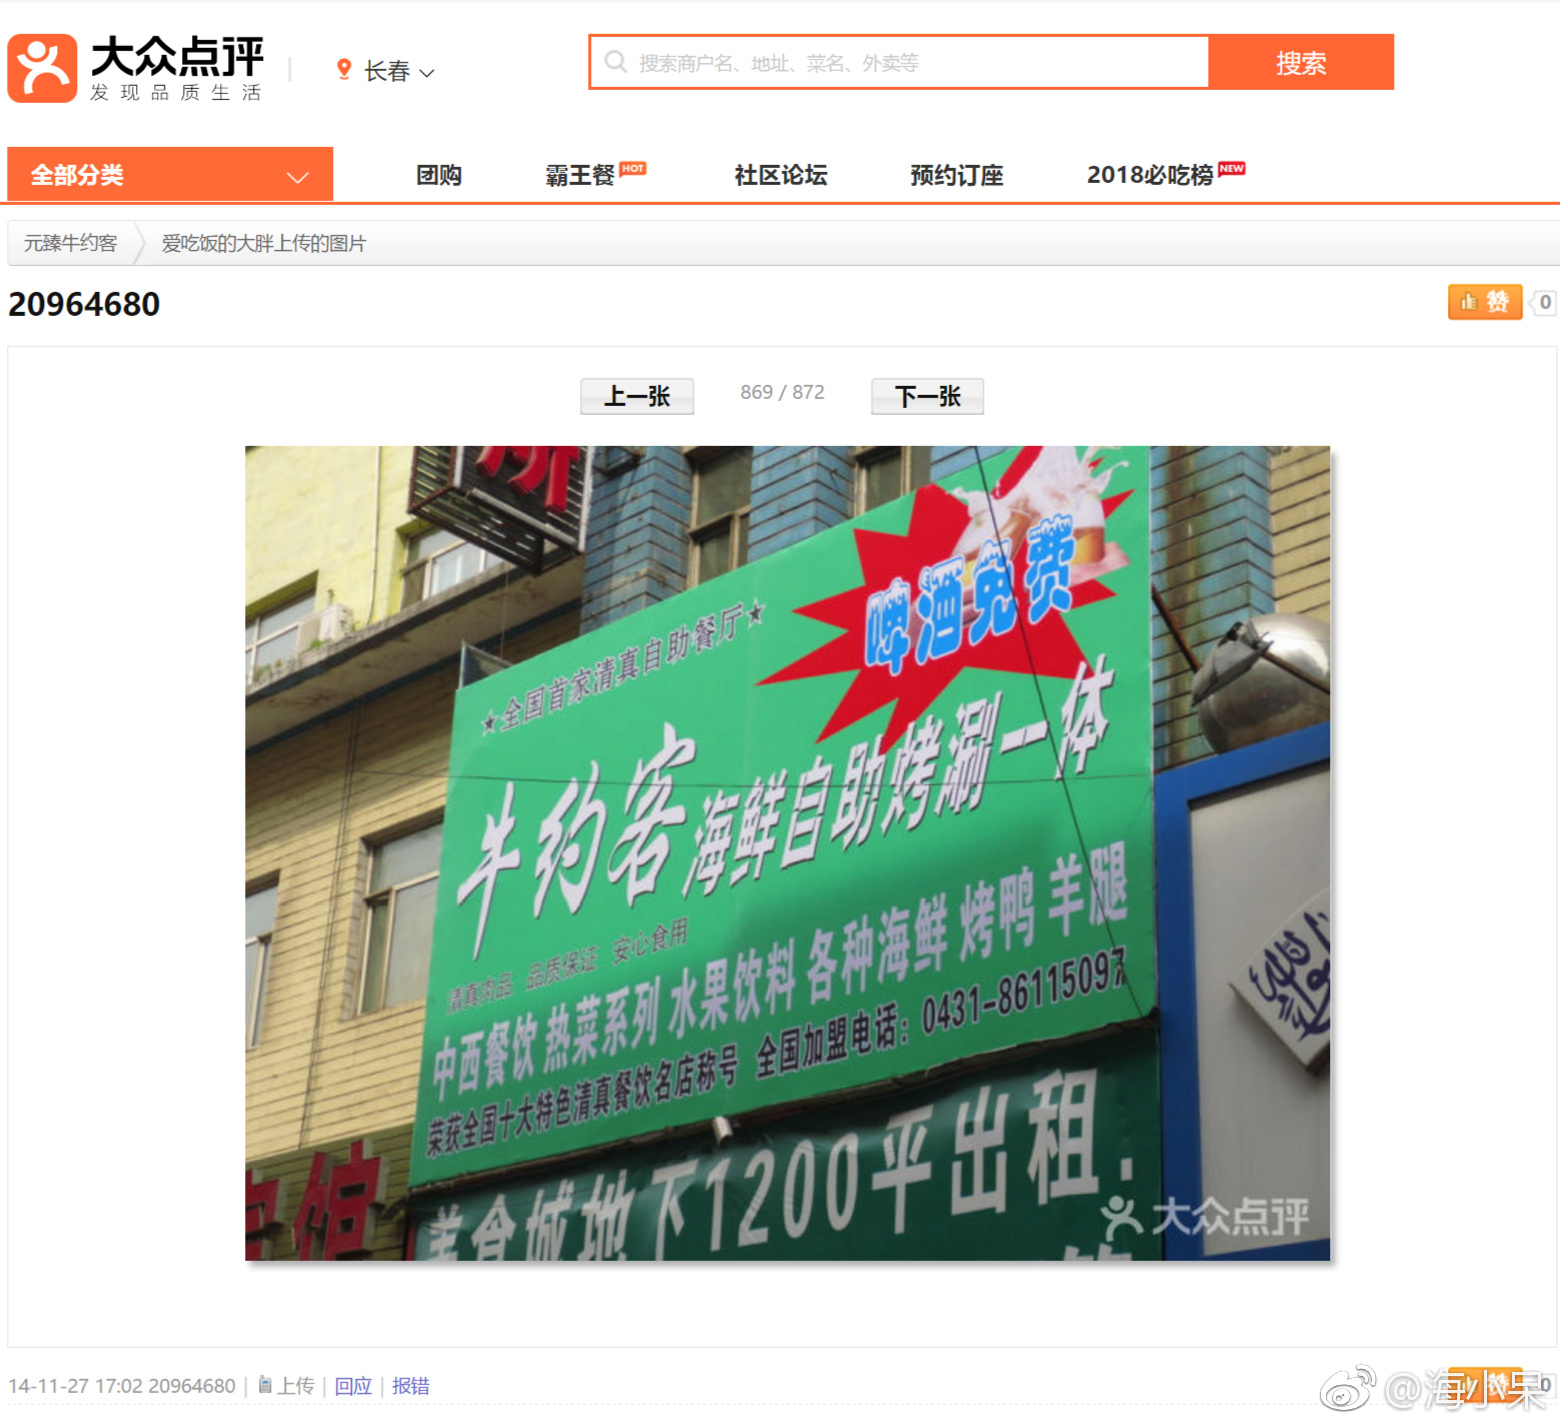 大众点评
发现品质生活
长春
搜索商户名、地址、菜名、外卖等
搜索
全部分类
团购
霸王餐
HOT
社区论坛
预约订座
2018必吃榜
NEW
元臻牛约客
爱吃饭的大胖上传的图片
20964680
赞
0
上一张
869 / 872
下一张
啤酒免费
★全国首家清真自助餐厅★
牛约客 海鲜自助烤涮一体
清真肉品 品质保证 安心食用
中西餐饮 热菜系列 水果饮料 各种海鲜 烤鸭 羊腿
荣获全国十大特色清真餐饮名店称号 全国加盟电话：0431-86115097
美食城地下1200平出租.
宾馆
大众点评
14-11-27 17:02 20964680 | 上传 | 回应 | 报错
赞
0
@海小呆